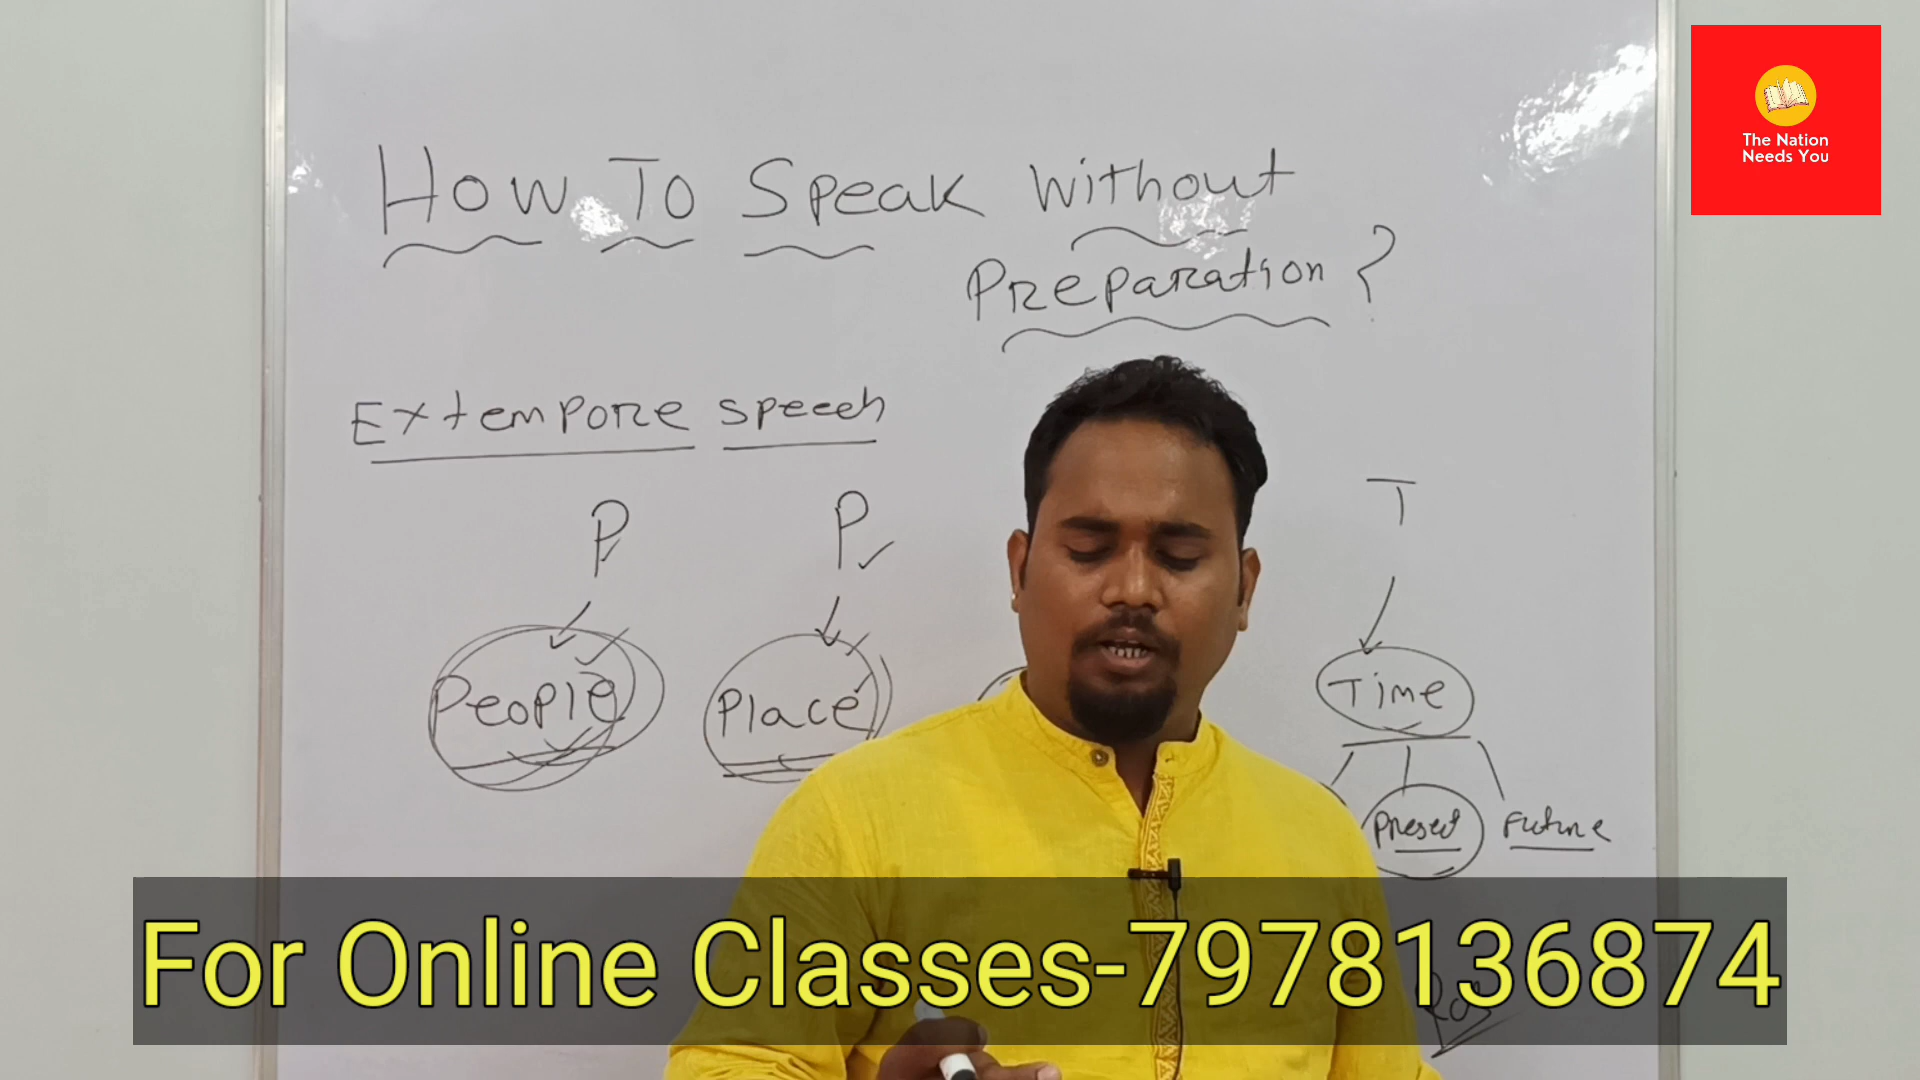 The Nation
Needs You
How To Speak Without
Preparation?
Extempore speech
P P T
People Place Time
Present Future
For Online Classes-7978136874